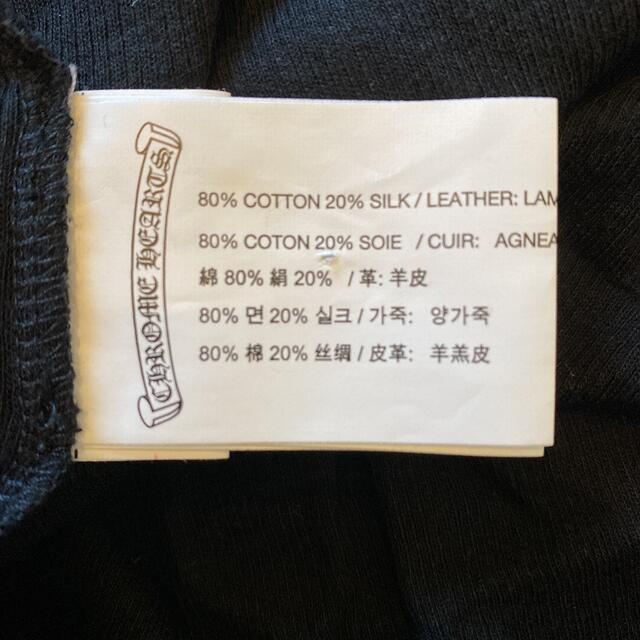 CHROME HEARTS
80% COTTON 20% SILK / LEATHER: LAM
80% COTON 20% SOIE / CUIR: AGNEA
綿 80% 絹 20% / 革: 羊皮
80% 면 20% 실크 / 가죽: 양가죽
80% 棉 20% 丝绸 / 皮革: 羊羔皮